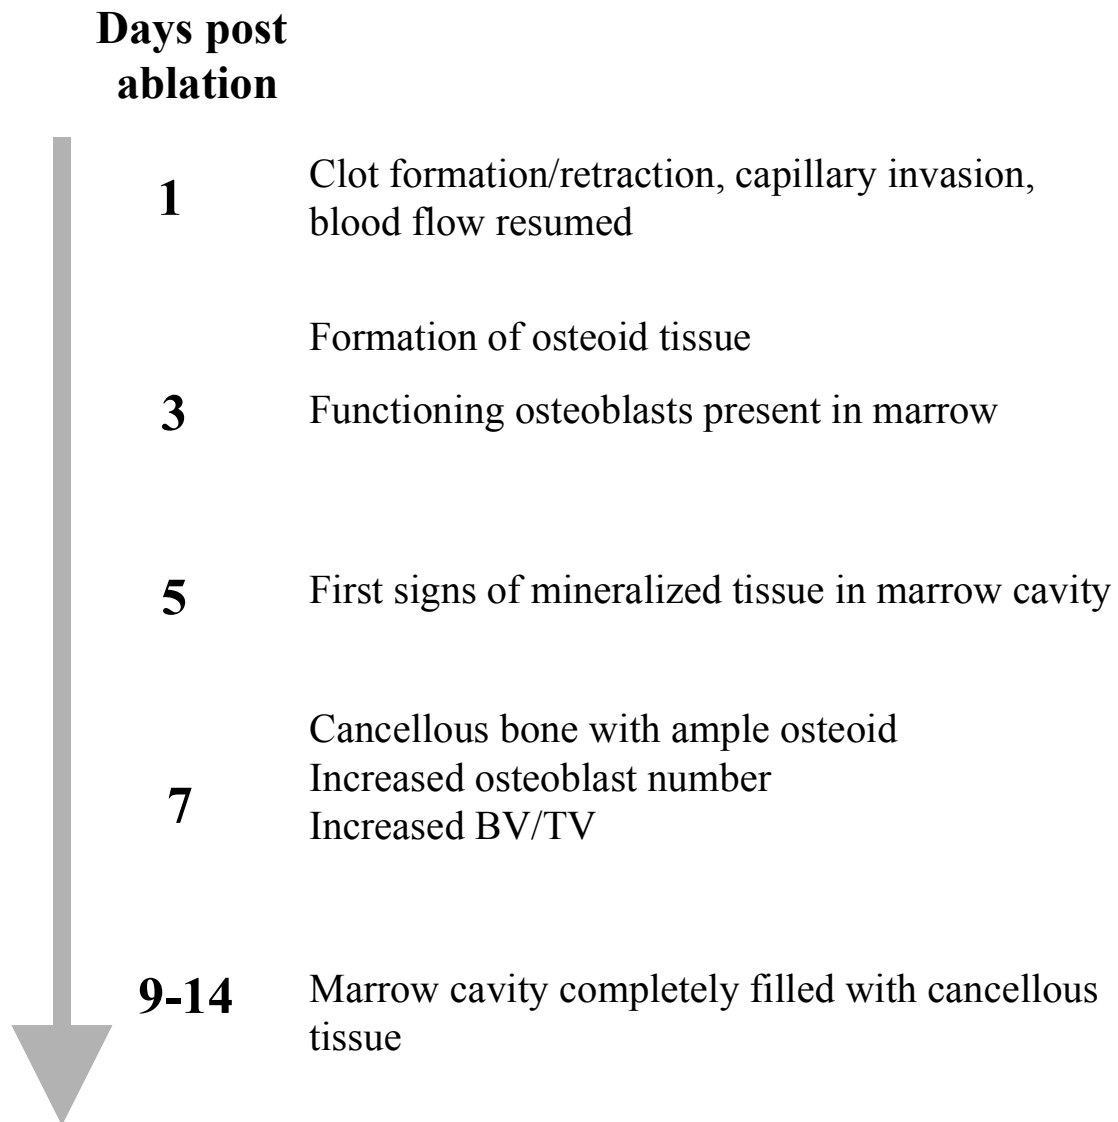 Days post
ablation
1
Clot formation/retraction, capillary invasion,
blood flow resumed
Formation of osteoid tissue
3
Functioning osteoblasts present in marrow
5
First signs of mineralized tissue in marrow cavity
7
Cancellous bone with ample osteoid
Increased osteoblast number
Increased BV/TV
9-14
Marrow cavity completely filled with cancellous
tissue